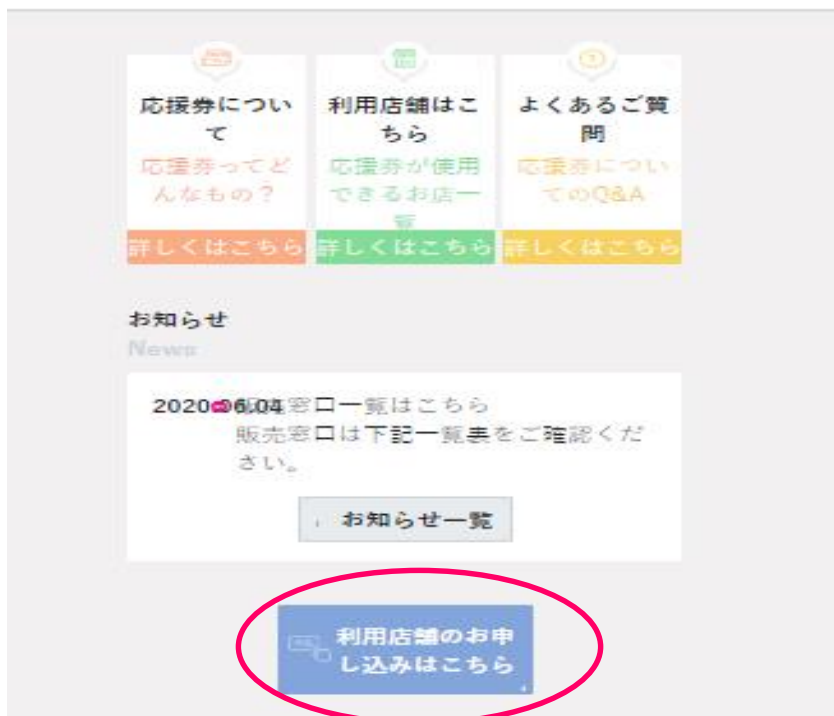 応援券につい
て
応援券ってど
んなもの？
詳しくはこちら
利用店舗はこ
ちら
応援券が使用
できるお店一
覧
詳しくはこちら
よくあるご質
問
応援券につい
てのQ&A
詳しくはこちら
お知らせ
News
2020.06.04 販売窓口一覧はこちら
販売窓口は下記一覧表をご確認くだ
さい。
お知らせ一覧
利用店舗のお申
し込みはこちら